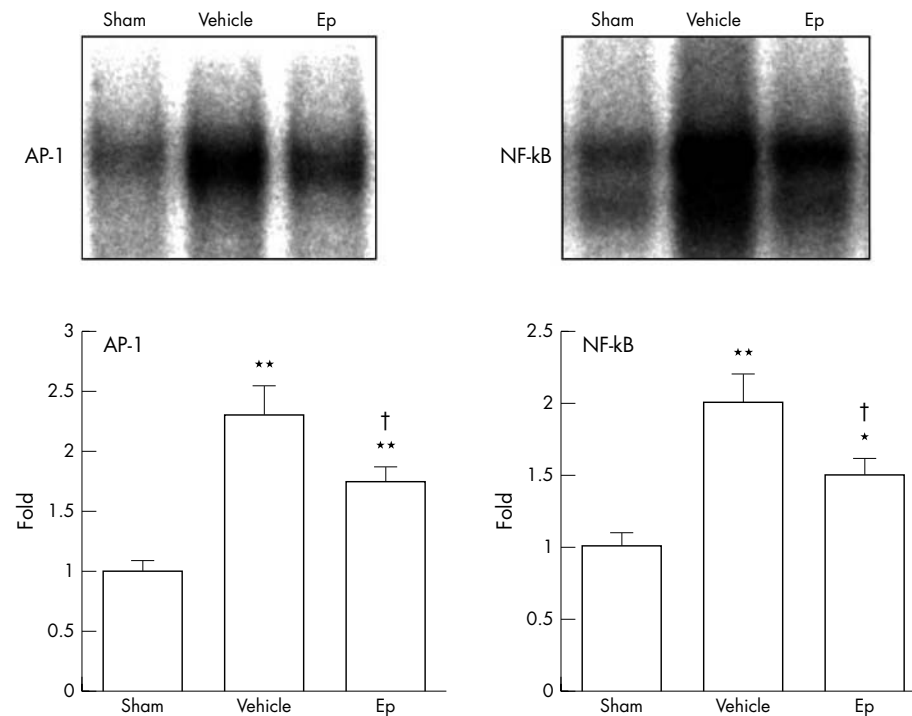 Sham Vehicle Ep
AP-1
Sham Vehicle Ep
NF-kB
AP-1
Fold
3
2.5
2
1.5
1
0.5
0
★★
★★
†
Sham Vehicle Ep
NF-kB
Fold
2.5
2
1.5
1
0.5
0
★★
†
★
Sham Vehicle Ep